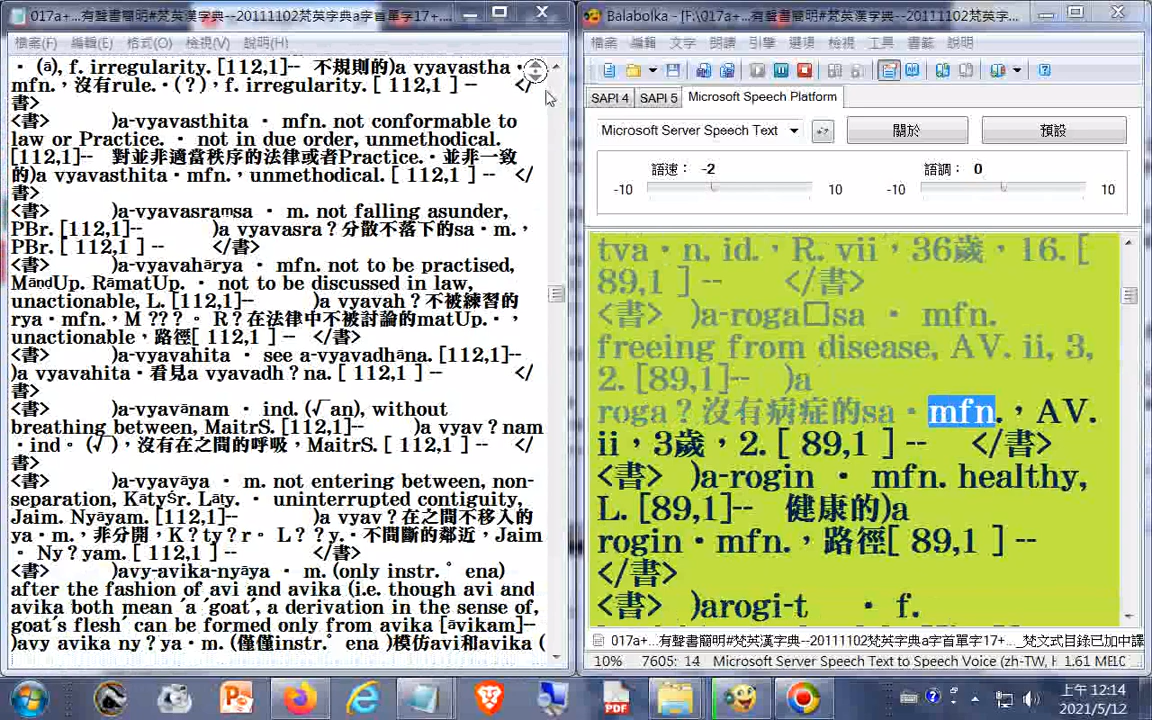 有聲書簡明#梵英漢字典--20111102梵英字典a字首單字17+...
檔案(F) 編輯(E) 格式(O) 檢視(V) 說明(H)
‧ (ā), f. irregularity. [112,1]-- 不規則的)a vyavastha‧
mfn.,沒有rule.‧(?), f. irregularity. [ 112,1 ] -- </
書>
<書> )a-vyavasthita ‧ mfn. not conformable to
law or Practice. ‧ not in due order, unmethodical.
[112,1]-- 對並非適當秩序的法律或者Practice.‧並非一致
的)a vyavasthita‧mfn.,unmethodical. [ 112,1 ] -- </
書>
<書> )a-vyavasraṃsa ‧ m. not falling asunder,
PBr. [112,1]-- )a vyavasra?分散不落下的sa‧m.,
PBr. [ 112,1 ] -- </書>
<書> )a-vyavahārya ‧ mfn. not to be practised,
MāṇḍUp. RāmatUp. ‧ not to be discussed in law,
unactionable, L. [112,1]-- )a vyavah?不被練習的
rya‧mfn.,M ???。 R?在法律中不被討論的matUp.‧,
unactionable,路徑[ 112,1 ] -- </書>
<書> )a-vyavahita ‧ see a-vyavadhāna. [112,1]--
)a vyavahita‧看見a vyavadh?na. [ 112,1 ] -- </
書>
<書> )a-vyavānam ‧ ind. (√an), without
breathing between, MaitrS. [112,1]-- )a vyav?nam
‧ind。(√),沒有在之間的呼吸,MaitrS. [ 112,1 ] -- </
書>
<書> )a-vyavāya ‧ m. not entering between, non-
separation, KātyŚr. Lāṭy. ‧ uninterrupted contiguity,
Jaim. Nyāyam. [112,1]-- )a vyav?在之間不移入的
ya‧m.,非分開,K?ty?r。 L??y.‧不間斷的鄰近,Jaim
‧ Ny?yam. [ 112,1 ] -- </書>
<書> )avy-avika-nyāya ‧ m. (only instr. ゜ena)
after the fashion of avi and avika (i.e. though avi and
avika both mean 'a 'goat', a derivation in the sense of,
goat's flesh' can be formed only from avika [āvikam]--
)avy avika ny?ya‧m. (僅僅instr.゜ena )模仿avi和avika (
Balabolka - [F:\017a+...有聲書簡明#梵英漢字典--20111102梵英字...
檔案 編輯 文字 朗讀 引擎 選項 檢視 工具 書籤 說明
SAPI 4 SAPI 5 Microsoft Speech Platform
Microsoft Server Speech Text 關於 預設
語速: -2 語調: 0
-10 10 -10 10
tva‧n. id., R. vii,36歲,16. [
89,1 ] -- </書>
<書> )a-roga□sa ‧ mfn.
freeing from disease, AV. ii, 3,
2. [89,1]-- )a
roga?沒有病症的sa‧mfn.,AV.
ii,3歲,2. [ 89,1 ] -- </書>
<書> )a-rogin ‧ mfn. healthy,
L. [89,1]-- 健康的)a
rogin‧mfn.,路徑[ 89,1 ] --
</書>
<書> )arogi-t ‧ f.
017a+...有聲書簡明#梵英漢字典--20111102梵英字典a字首單字17+..._梵文式目錄已加中譯
10% 7605: 14 Microsoft Server Speech Text to Speech Voice (zh-TW, H 1.61 MELC
PDF
上午 12:14
2021/5/12